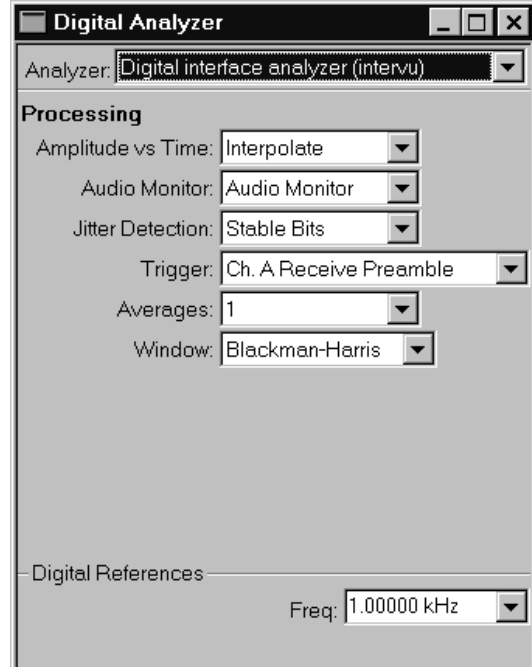 Digital Analyzer
Analyzer: Digital interface analyzer (intervu)
Processing
Amplitude vs Time: Interpolate
Audio Monitor: Audio Monitor
Jitter Detection: Stable Bits
Trigger: Ch. A Receive Preamble
Averages: 1
Window: Blackman-Harris
Digital References
Freq: 1.00000 kHz